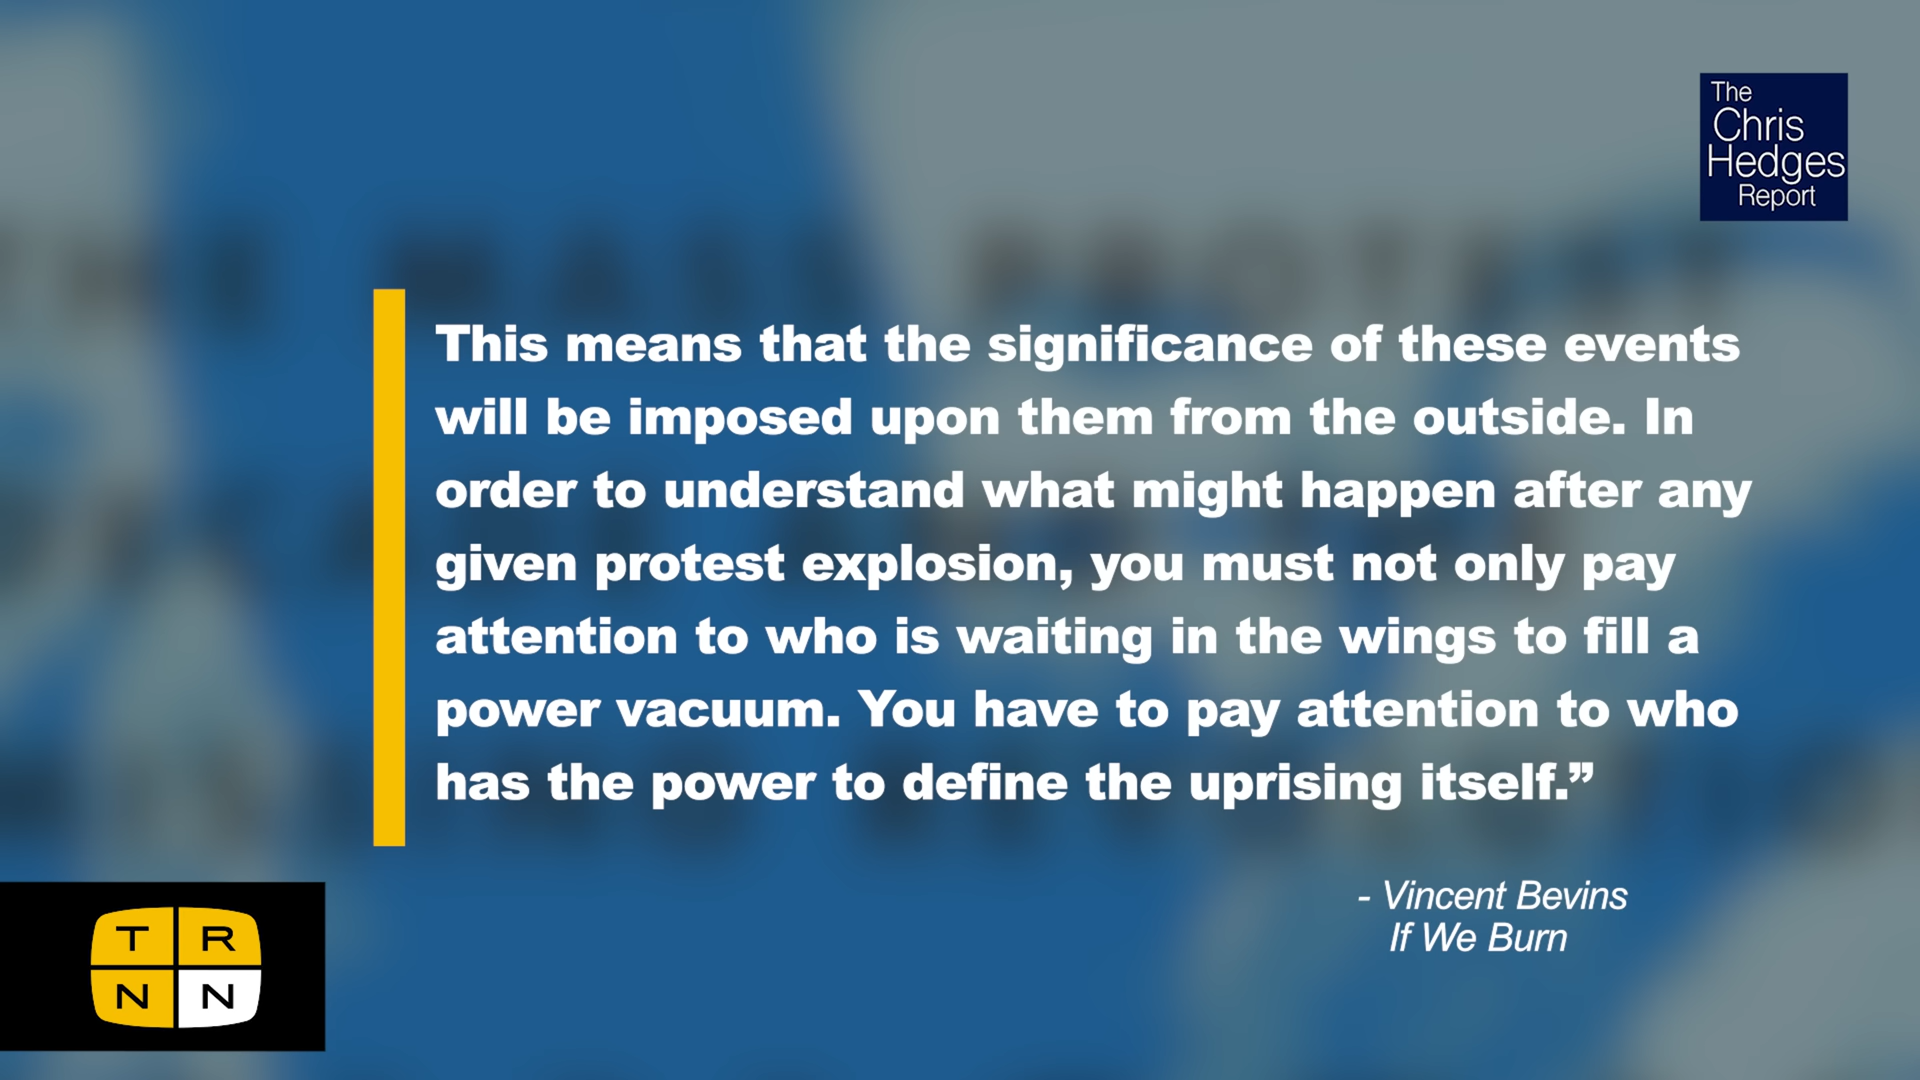 The
Chris
Hedges
Report
This means that the significance of these events
will be imposed upon them from the outside. In
order to understand what might happen after any
given protest explosion, you must not only pay
attention to who is waiting in the wings to fill a
power vacuum. You have to pay attention to who
has the power to define the uprising itself.”
- Vincent Bevins
If We Burn
T R
N N